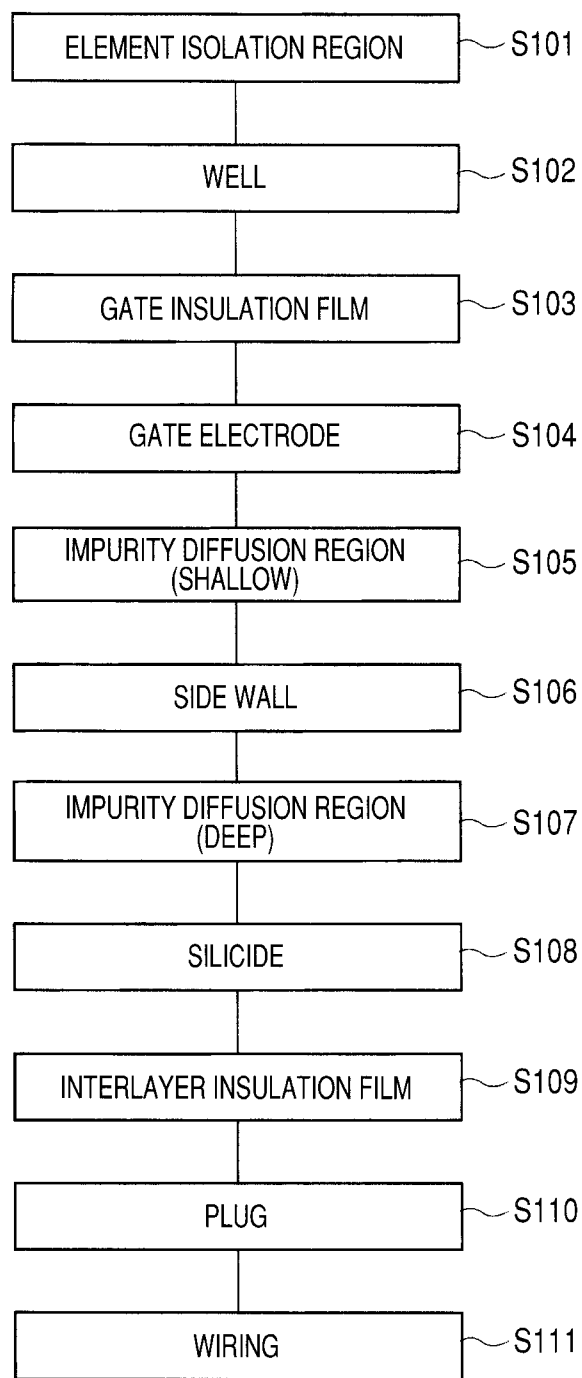 ELEMENT ISOLATION REGION S101
WELL S102
GATE INSULATION FILM S103
GATE ELECTRODE S104
IMPURITY DIFFUSION REGION
(SHALLOW) S105
SIDE WALL S106
IMPURITY DIFFUSION REGION
(DEEP) S107
SILICIDE S108
INTERLAYER INSULATION FILM S109
PLUG S110
WIRING S111